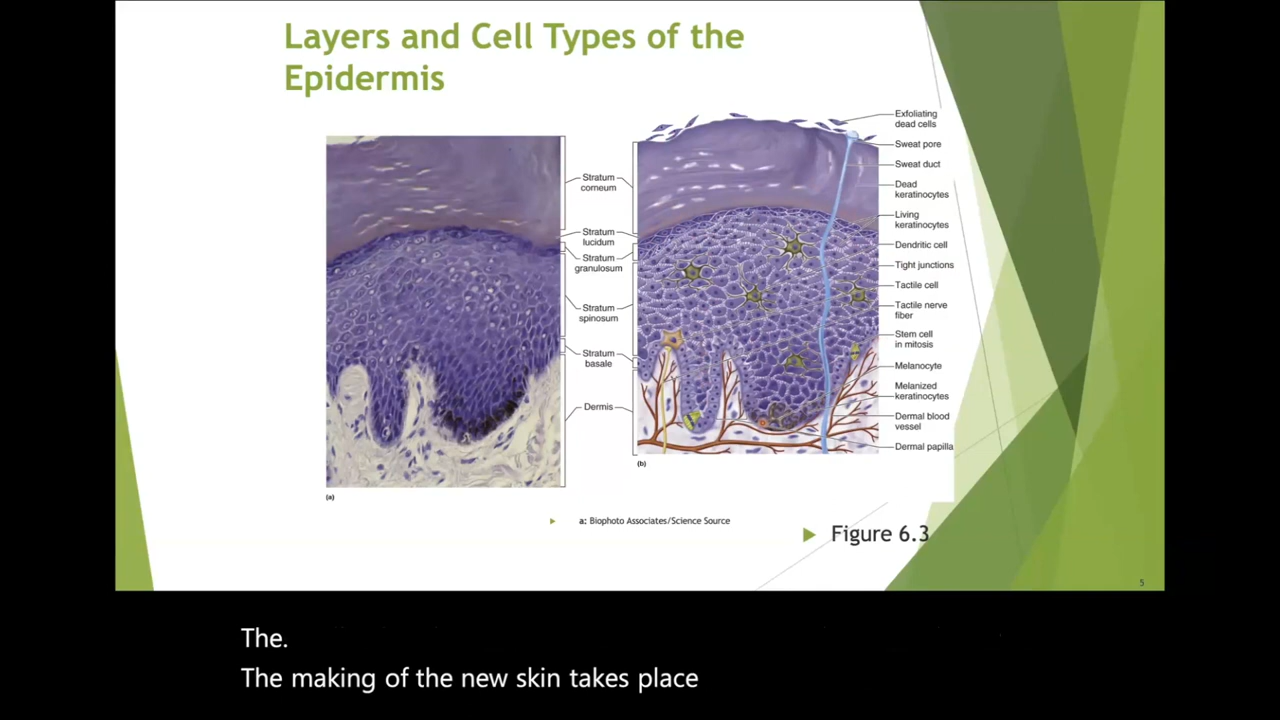 Layers and Cell Types of the
Epidermis
Stratum
corneum
Stratum
lucidum
Stratum
granulosum
Stratum
spinosum
Stratum
basale
Dermis
(a)
Exfoliating
dead cells
Sweat pore
Sweat duct
Dead
keratinocytes
Living
keratinocytes
Dendritic cell
Tight junctions
Tactile cell
Tactile nerve
fiber
Stem cell
in mitosis
Melanocyte
Melanized
keratinocytes
Dermal blood
vessel
Dermal papilla
(b)
a: Biophoto Associates/Science Source
Figure 6.3
5
The.
The making of the new skin takes place